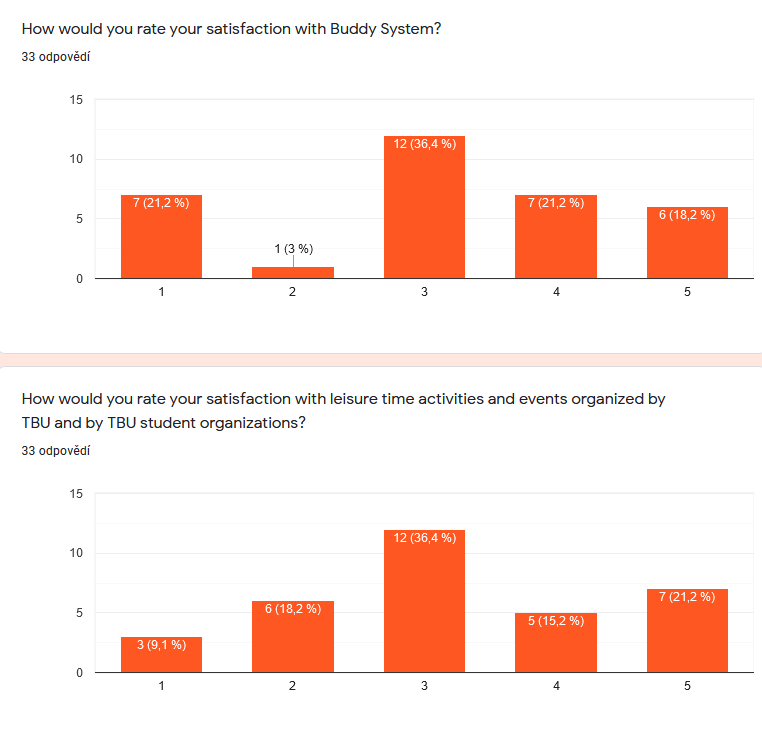 How would you rate your satisfaction with Buddy System?
33 odpovědí
15
10
5
0
7 (21,2 %)
1 (3 %)
12 (36,4 %)
7 (21,2 %)
6 (18,2 %)
1 2 3 4 5
How would you rate your satisfaction with leisure time activities and events organized by
TBU and by TBU student organizations?
33 odpovědí
15
10
5
0
3 (9,1 %)
6 (18,2 %)
12 (36,4 %)
5 (15,2 %)
7 (21,2 %)
1 2 3 4 5